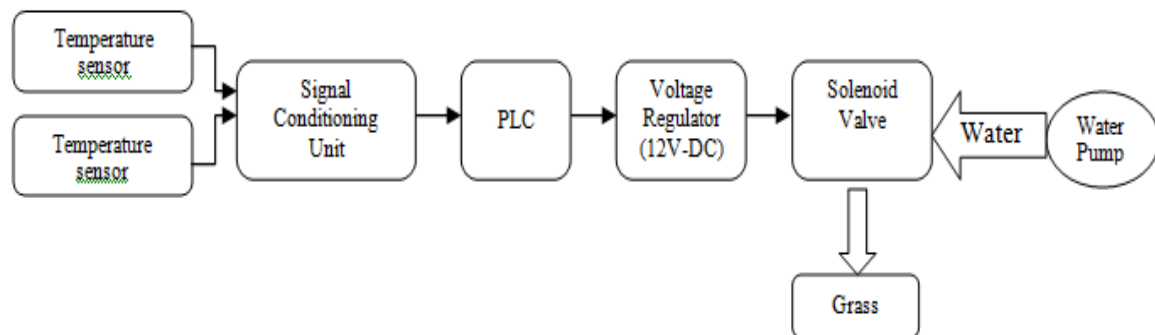 Temperature
sensor
Temperature
sensor
Signal
Conditioning
Unit
PLC
Voltage
Regulator
(12V-DC)
Solenoid
Valve
Water
Water
Pump
Grass